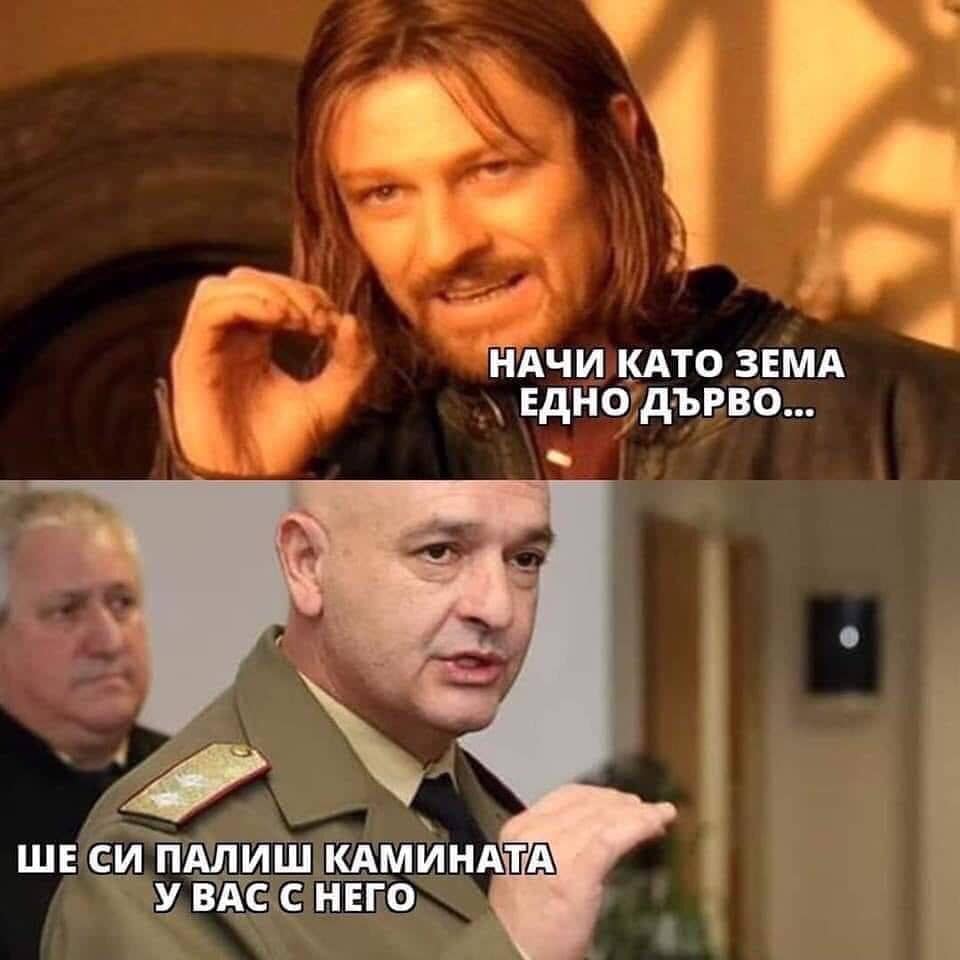 НАЧИ КАТО ЗЕМА
ЕДНО ДЪРВО...
ШЕ СИ ПАЛИШ КАМИНАТА
У ВАС С НЕГО